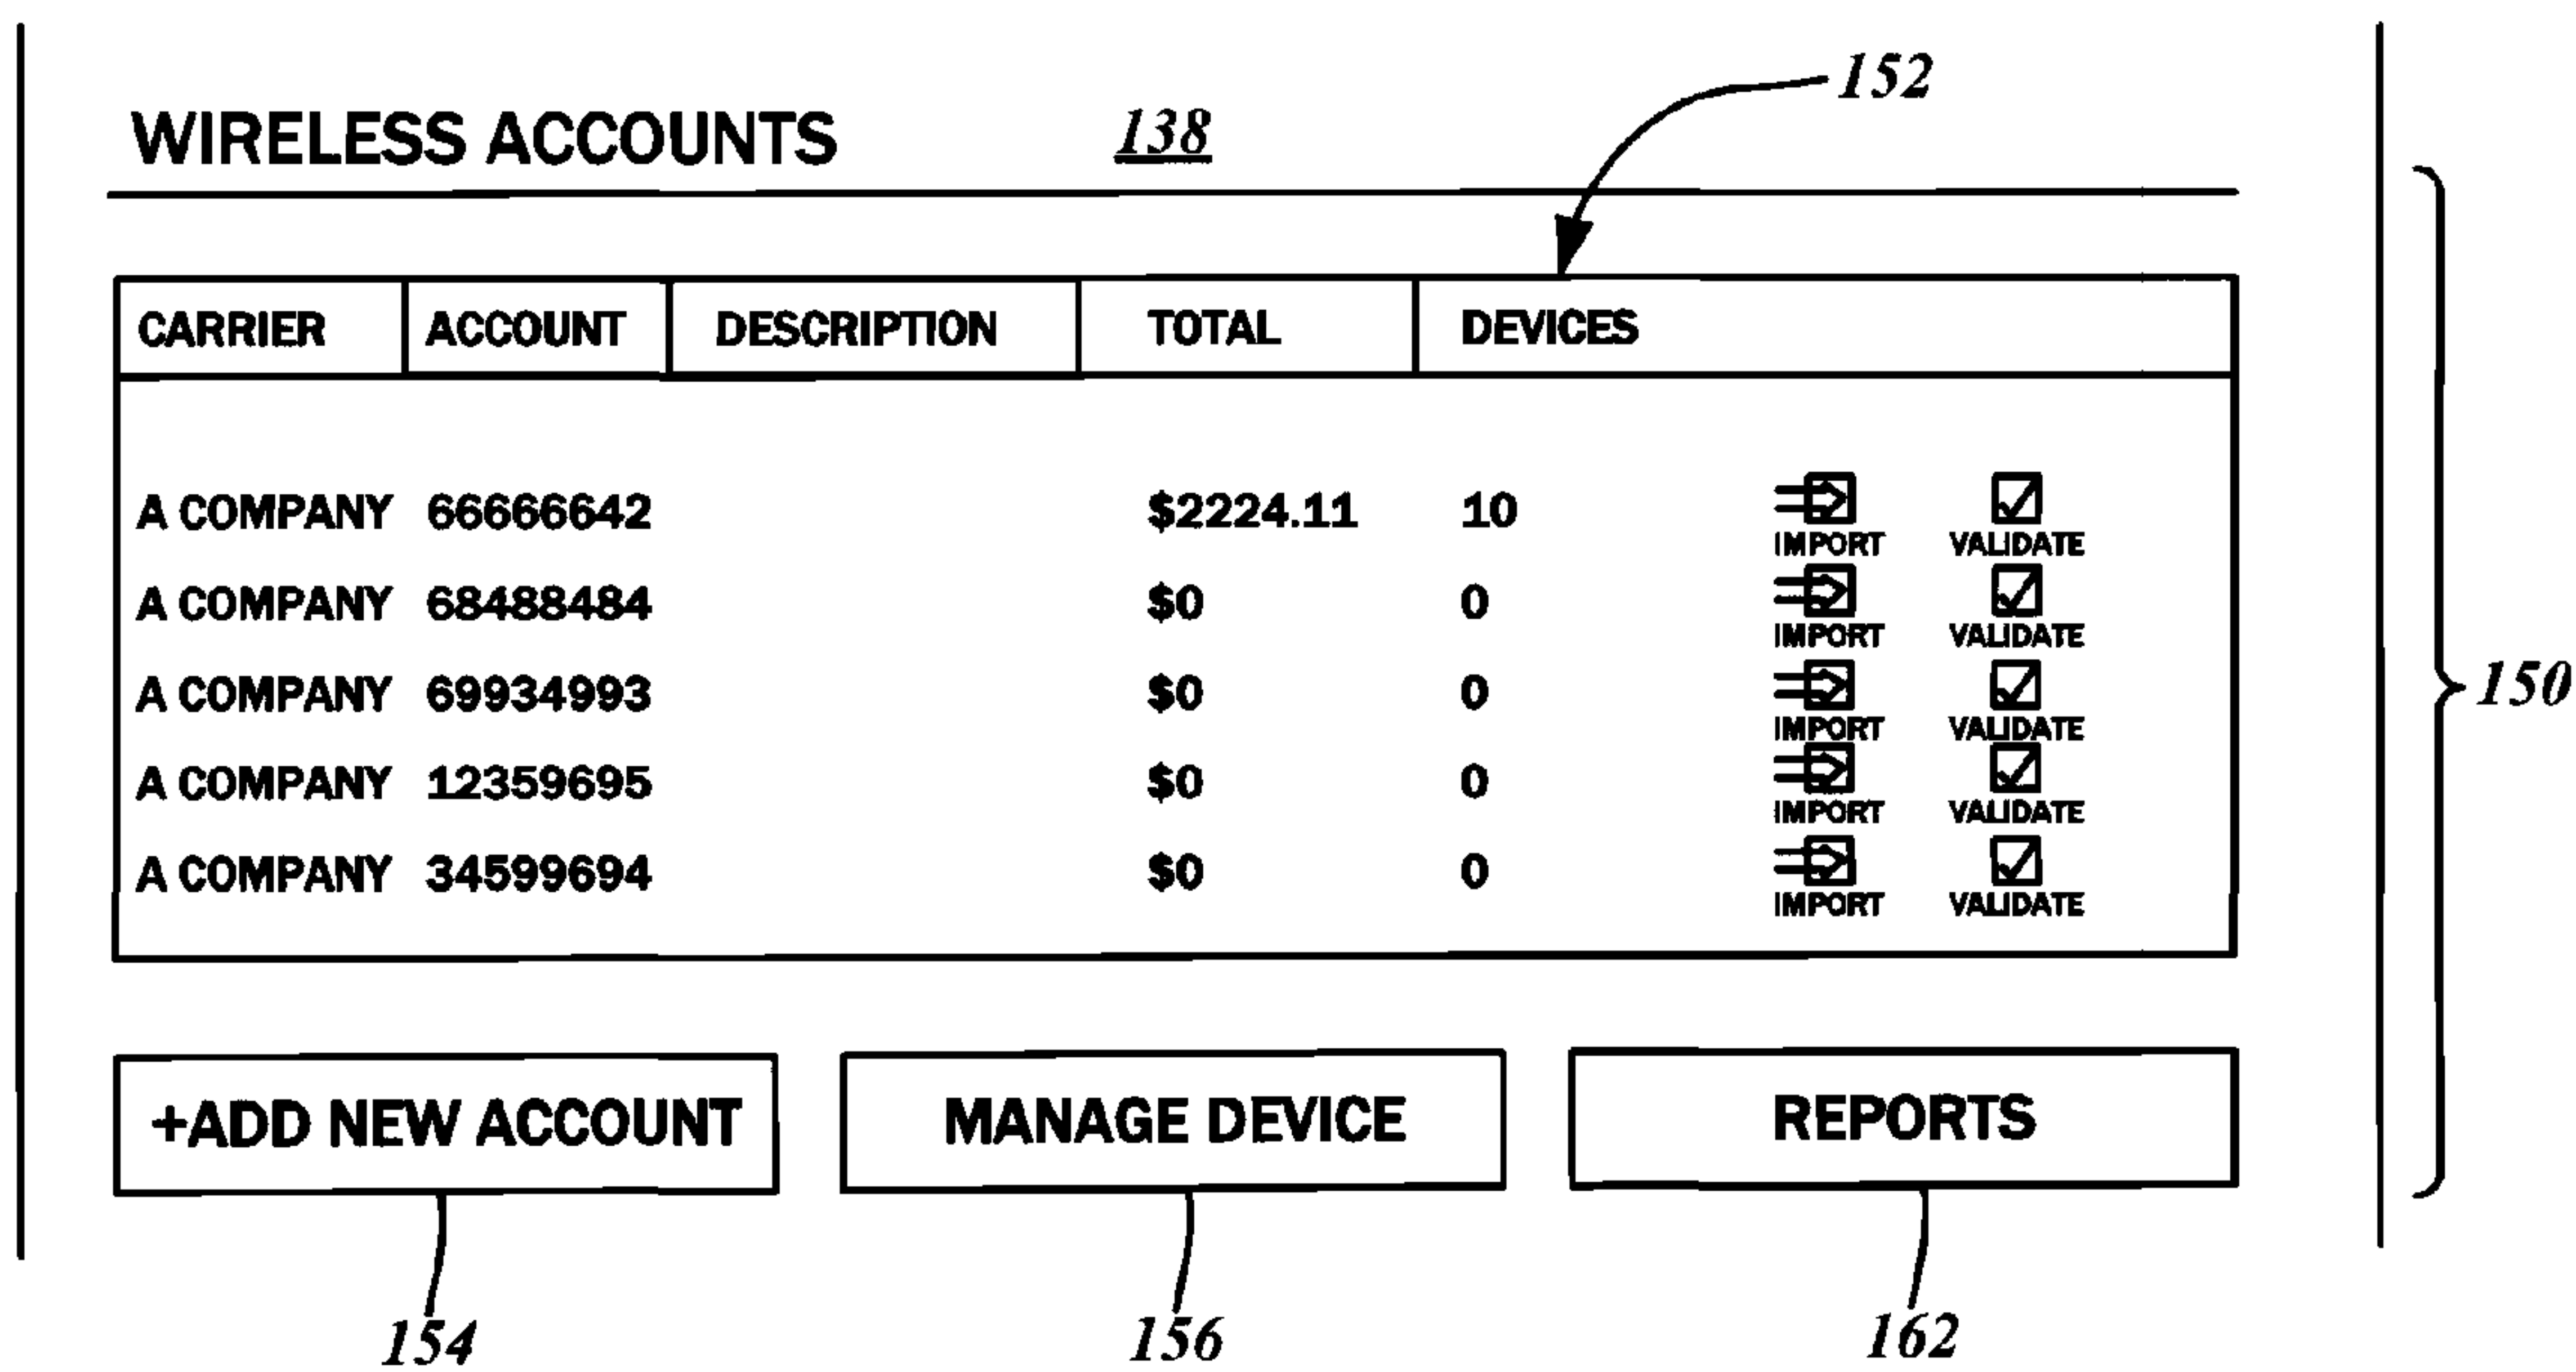 152
WIRELESS ACCOUNTS 138
CARRIER ACCOUNT DESCRIPTION TOTAL DEVICES
A COMPANY 66666642 $2224.11 10
IMPORT VALIDATE
A COMPANY 68488484 $0 0
IMPORT VALIDATE
A COMPANY 69934993 $0 0
150
IMPORT VALIDATE
A COMPANY 12359695 $0 0
IMPORT VALIDATE
A COMPANY 34599694 $0 0
IMPORT VALIDATE
+ADD NEW ACCOUNT MANAGE DEVICE REPORTS
154 156 162